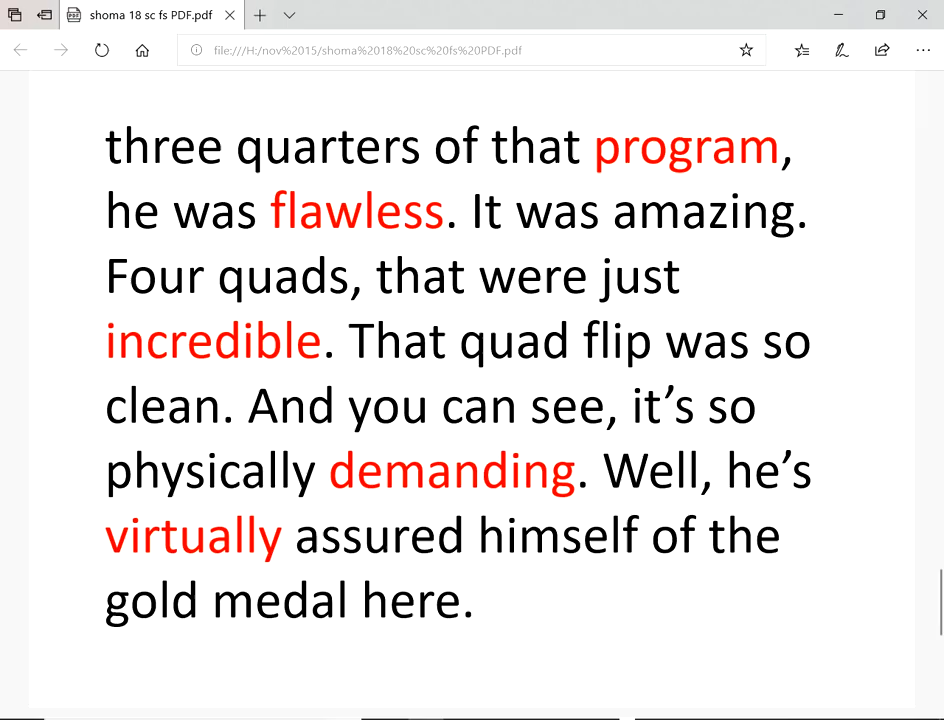 shoma 18 sc fs PDF.pdf
file:///H:/nov%2015/shoma%2018%20sc%20fs%20PDF.pdf
three quarters of that program,
he was flawless. It was amazing.
Four quads, that were just
incredible. That quad flip was so
clean. And you can see, it’s so
physically demanding. Well, he’s
virtually assured himself of the
gold medal here.